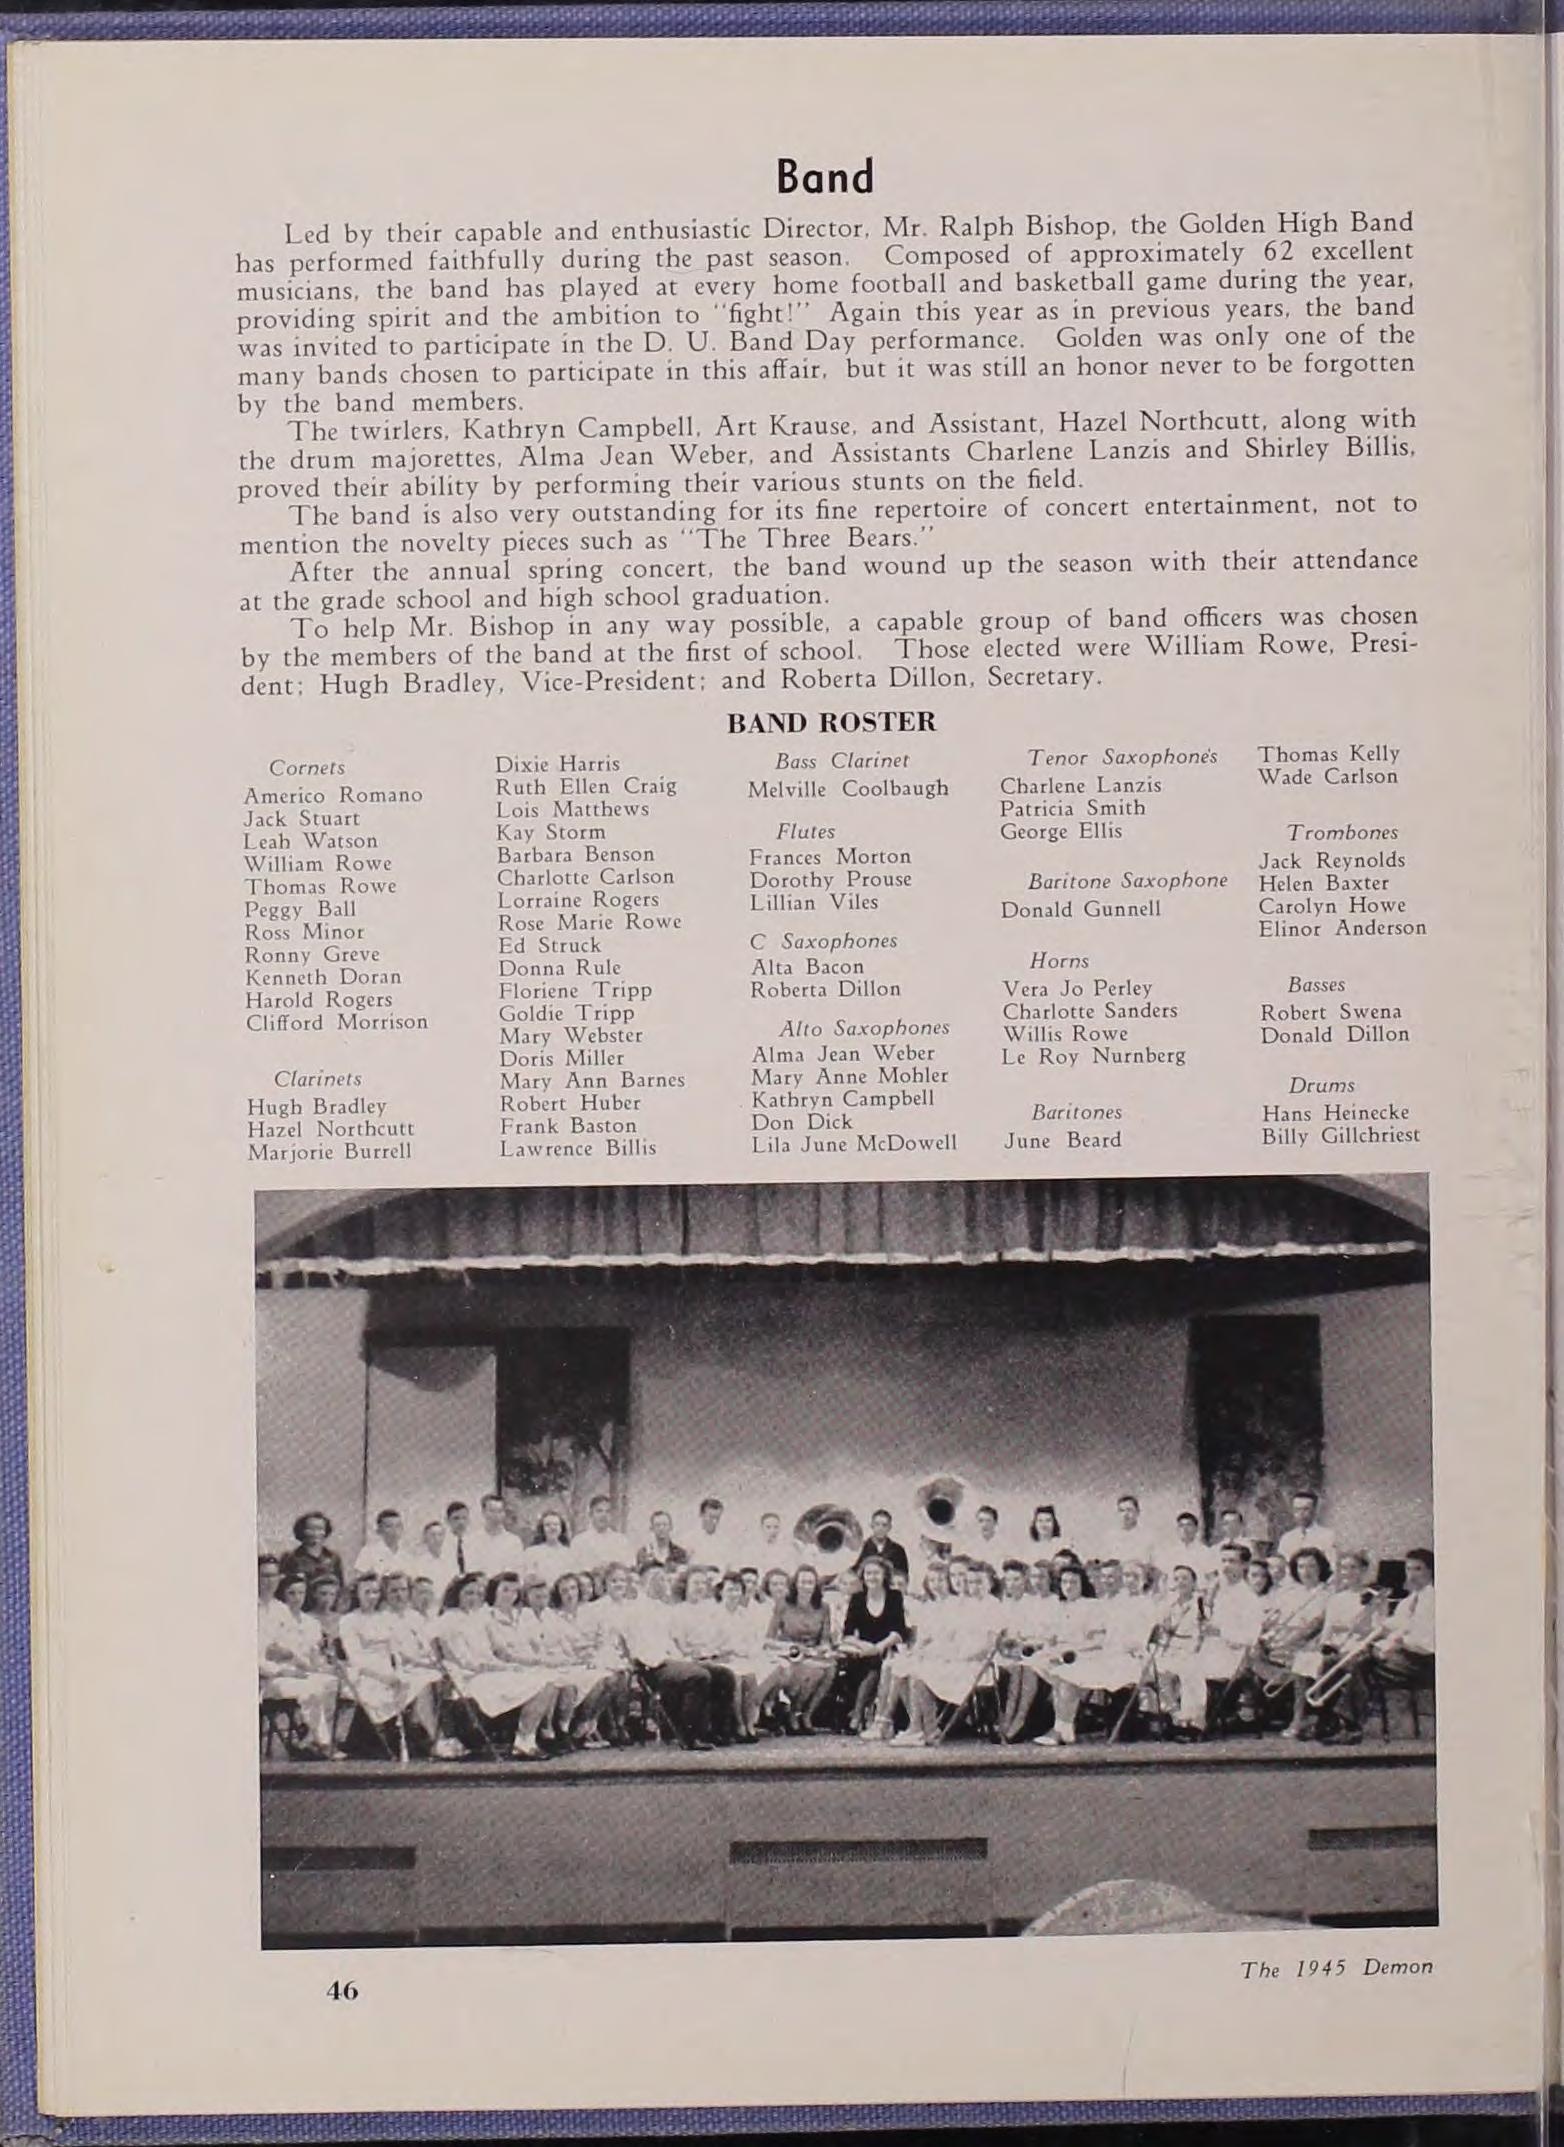 Band
Led by their capable and enthusiastic Director, Mr. Ralph Bishop, the Golden High Band
has performed faithfully during the past season. Composed of approximately 62 excellent
musicians, the band has played at every home football and basketball game during the year,
providing spirit and the ambition to "fight!" Again this year as in previous years, the band
was invited to participate in the D. U. Band Day performance. Golden was only one of the
many bands chosen to participate in this affair, but it was still an honor never to be forgotten
by the band members.
The twirlers, Kathryn Campbell, Art Krause, and Assistant, Hazel Northcutt, along with
the drum majorettes, Alma Jean Weber, and Assistants Charlene Lanzis and Shirley Billis,
proved their ability by performing their various stunts on the field.
The band is also very outstanding for its fine repertoire of concert entertainment, not to
mention the novelty pieces such as "The Three Bears."
After the annual spring concert, the band wound up the season with their attendance
at the grade school and high school graduation.
To help Mr. Bishop in any way possible, a capable group of band officers was chosen
by the members of the band at the first of school. Those elected were William Rowe, Presi-
dent; Hugh Bradley, Vice-President; and Roberta Dillon, Secretary.
BAND ROSTER
Cornets
Americo Romano
Jack Stuart
Leah Watson
William Rowe
Thomas Rowe
Peggy Ball
Ross Minor
Ronny Greve
Kenneth Doran
Harold Rogers
Clifford Morrison
Clarinets
Hugh Bradley
Hazel Northcutt
Marjorie Burrell
Dixie Harris
Ruth Ellen Craig
Lois Matthews
Kay Storm
Barbara Benson
Charlotte Carlson
Lorraine Rogers
Rose Marie Rowe
Ed Struck
Donna Rule
Floriene Tripp
Goldie Tripp
Mary Webster
Doris Miller
Mary Ann Barnes
Robert Huber
Frank Baston
Lawrence Billis
Bass Clarinet
Melville Coolbaugh
Flutes
Frances Morton
Dorothy Prouse
Lillian Viles
C Saxophones
Alta Bacon
Roberta Dillon
Alto Saxophones
Alma Jean Weber
Mary Anne Mohler
Kathryn Campbell
Don Dick
Lila June McDowell
Tenor Saxophones
Charlene Lanzis
Patricia Smith
George Ellis
Baritone Saxophone
Donald Gunnell
Horns
Vera Jo Perley
Charlotte Sanders
Willis Rowe
Le Roy Nurnberg
Baritones
June Beard
Thomas Kelly
Wade Carlson
Trombones
Jack Reynolds
Helen Baxter
Carolyn Howe
Elinor Anderson
Basses
Robert Swena
Donald Dillon
Drums
Hans Heinecke
Billy Gillchriest
46
The 1945 Demon